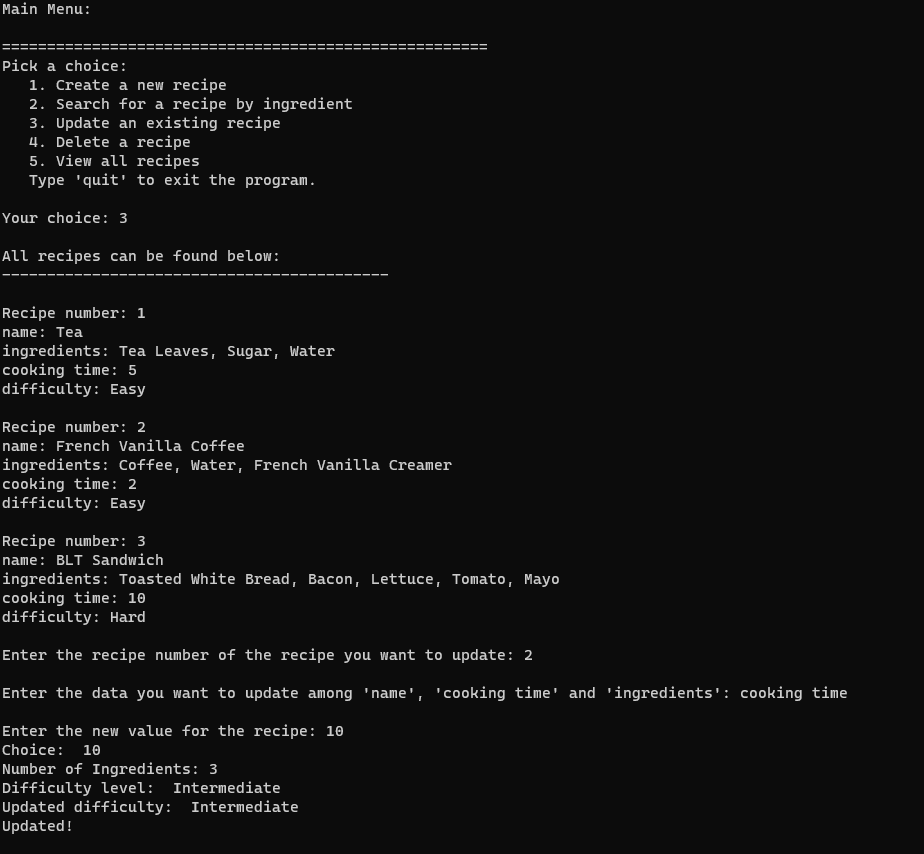 Main Menu:
======================================================
Pick a choice:
   1. Create a new recipe
   2. Search for a recipe by ingredient
   3. Update an existing recipe
   4. Delete a recipe
   5. View all recipes
   Type 'quit' to exit the program.
Your choice: 3
All recipes can be found below:
-------------------------------------------
Recipe number: 1
name: Tea
ingredients: Tea Leaves, Sugar, Water
cooking time: 5
difficulty: Easy
Recipe number: 2
name: French Vanilla Coffee
ingredients: Coffee, Water, French Vanilla Creamer
cooking time: 2
difficulty: Easy
Recipe number: 3
name: BLT Sandwich
ingredients: Toasted White Bread, Bacon, Lettuce, Tomato, Mayo
cooking time: 10
difficulty: Hard
Enter the recipe number of the recipe you want to update: 2
Enter the data you want to update among 'name', 'cooking time' and 'ingredients': cooking time
Enter the new value for the recipe: 10
Choice:  10
Number of Ingredients: 3
Difficulty level:  Intermediate
Updated difficulty:  Intermediate
Updated!